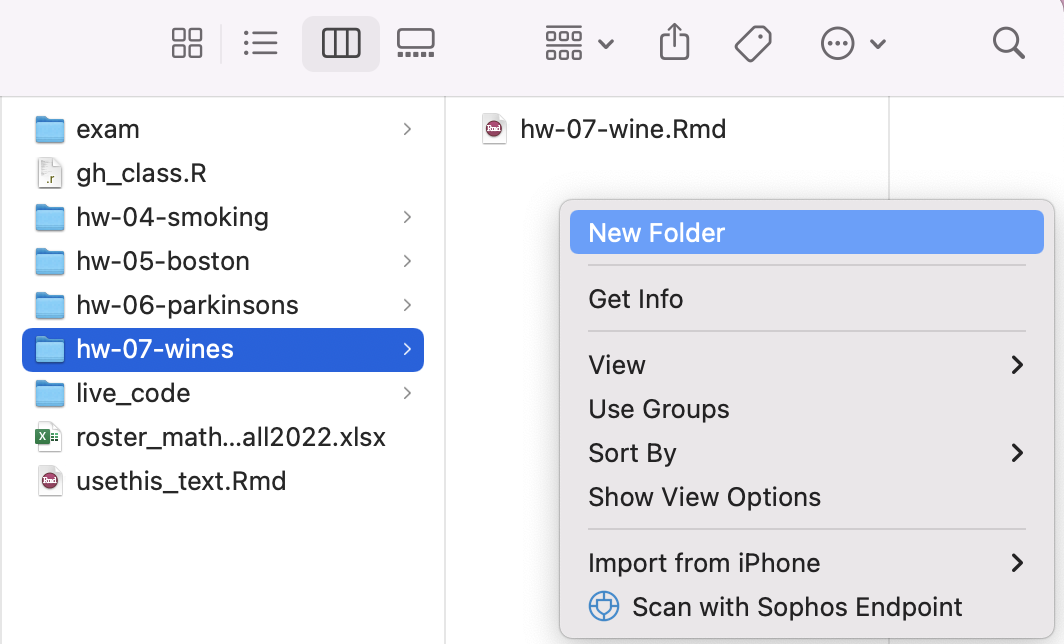 exam
gh_class.R
hw-04-smoking
hw-05-boston
hw-06-parkinsons
hw-07-wines
live_code
roster_math...all2022.xlsx
usethis_text.Rmd
hw-07-wine.Rmd
New Folder
Get Info
View
Use Groups
Sort By
Show View Options
Import from iPhone
Scan with Sophos Endpoint